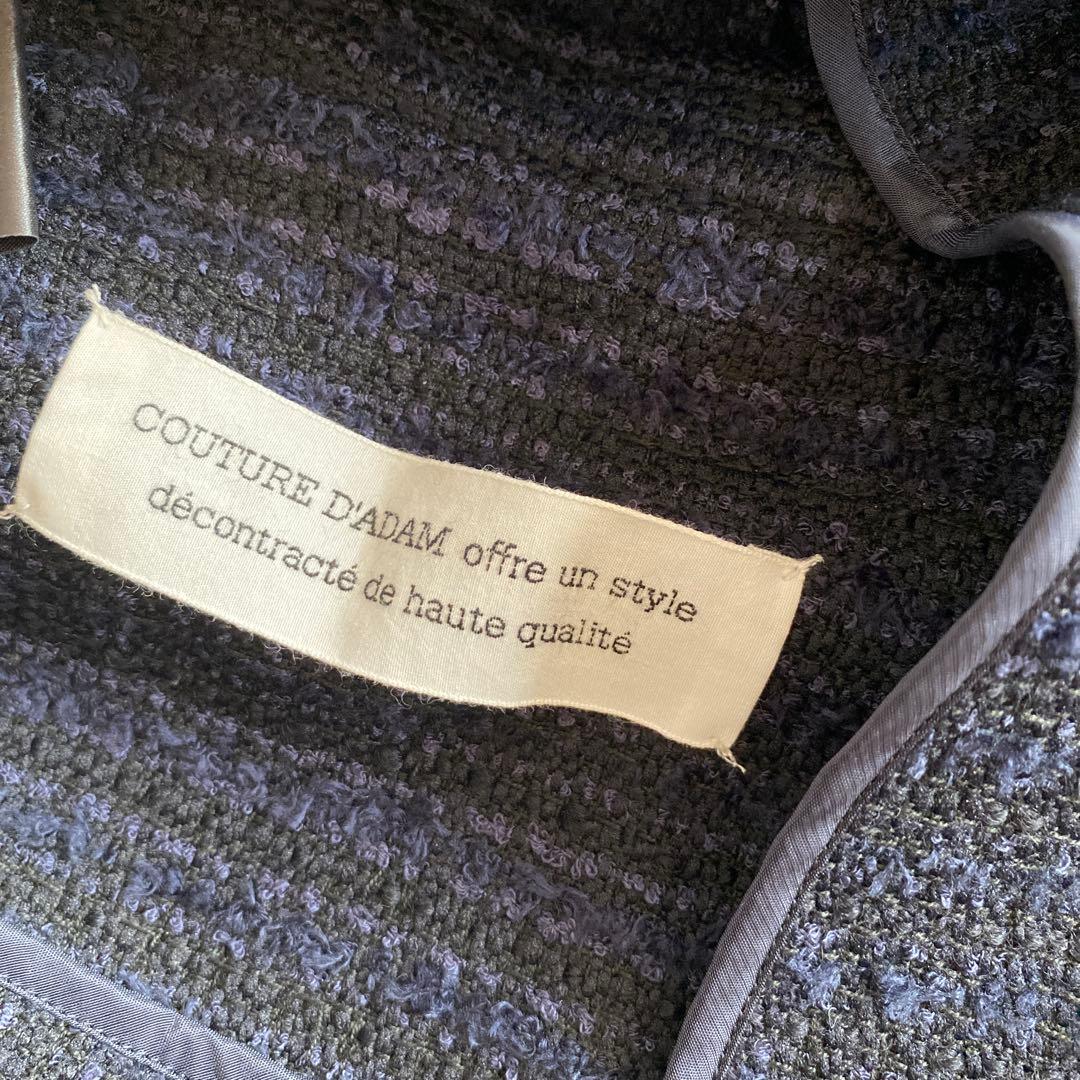 COUTURE D'ADAM offre un style
décontracté de haute qualité